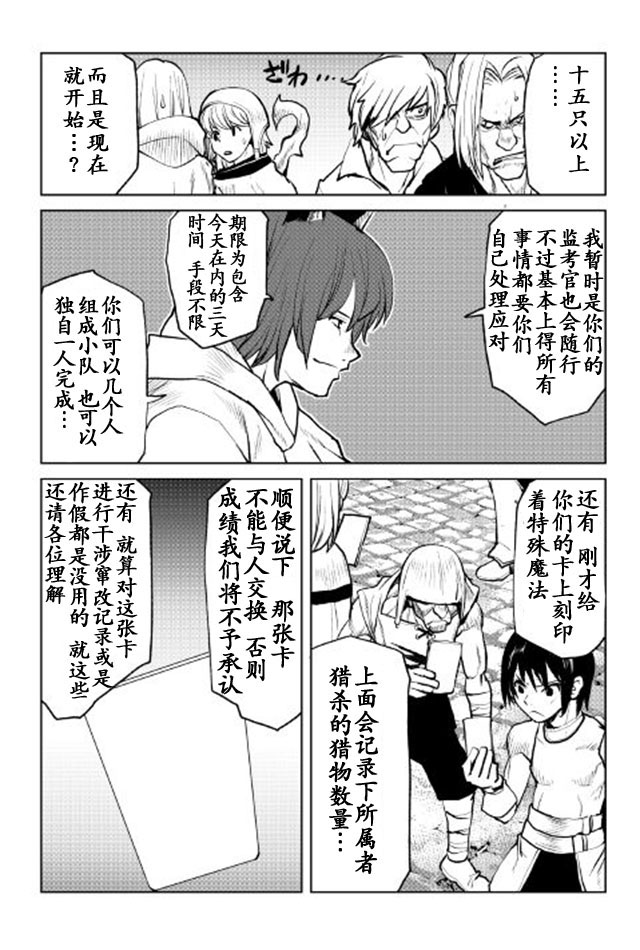 十五只以上
……
ざわ…
而且是现在
就开始…？
我暂时是你们的
监考官也会随行
不过基本上得所有
事情都要你们
自己处理应对
期限为包含
今天在内的三天
时间 手段不限
你们可以几个人
组成小队 也可以
独自一人完成…
还有 刚才给
你们的卡上刻印
着特殊魔法
上面会记录下所属者
猎杀的猎物数量…
顺便说下 那张卡
不能与人交换 否则
成绩我们将不予承认
还有 就算对这张卡
进行干涉窜改记录或是
作假都是没用的 就这些
还请各位理解